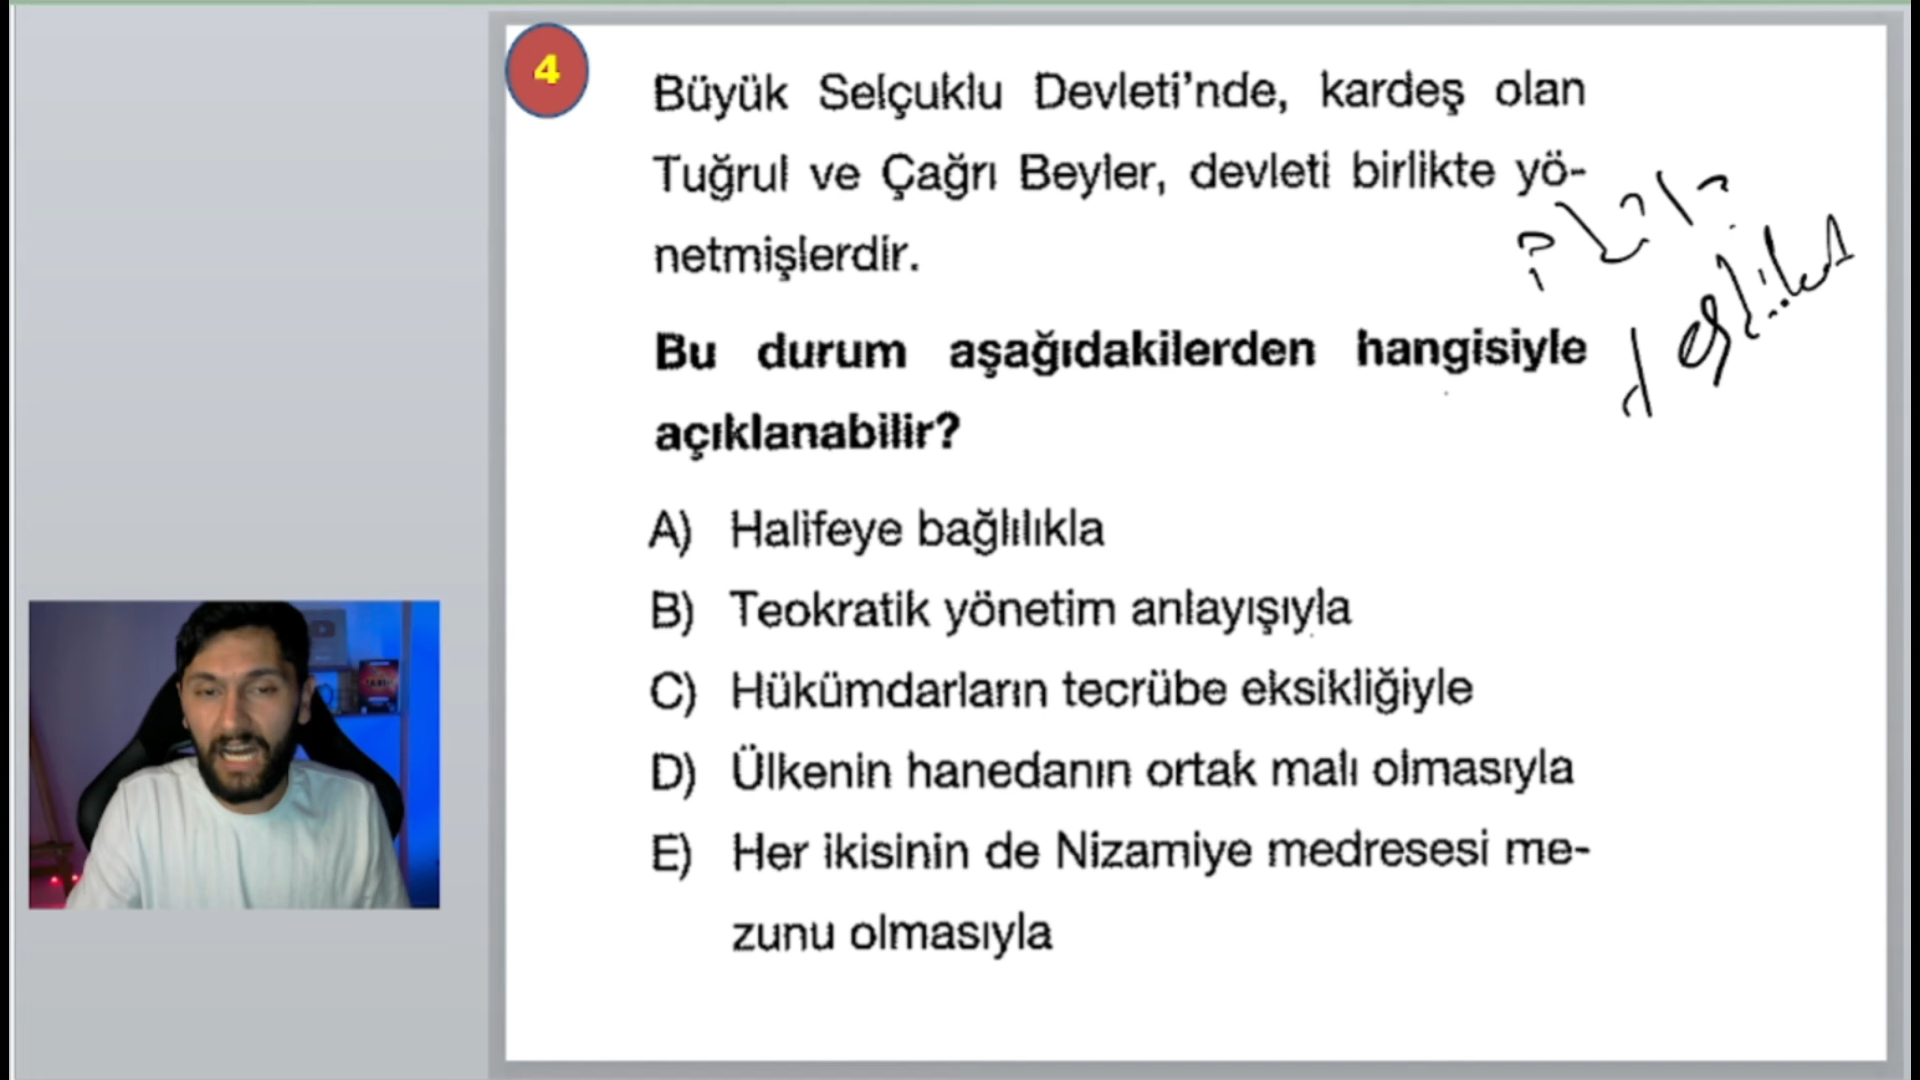 4
Büyük Selçuklu Devleti’nde, kardeş olan
Tuğrul ve Çağrı Beyler, devleti birlikte yö-
netmişlerdir.
Bu durum aşağıdakilerden hangisiyle
açıklanabilir?
A) Halifeye bağlılıkla
B) Teokratik yönetim anlayışıyla
C) Hükümdarların tecrübe eksikliğiyle
D) Ülkenin hanedanın ortak malı olmasıyla
E) Her ikisinin de Nizamiye medresesi me-
zunu olmasıyla